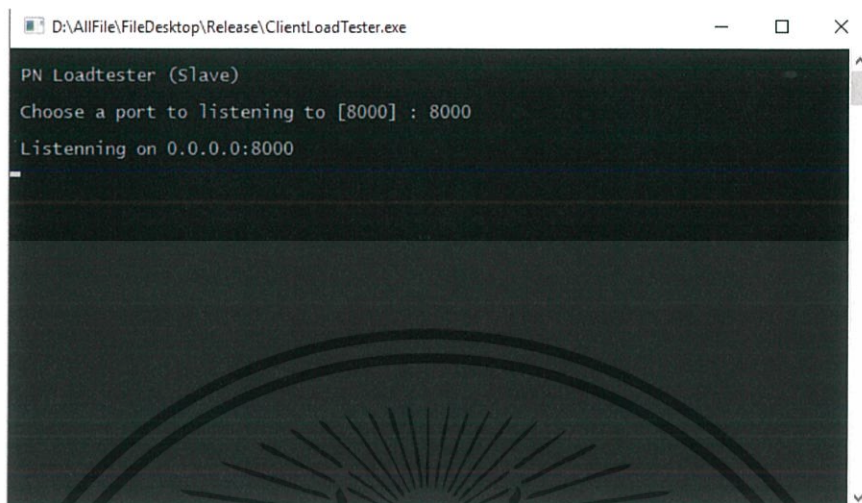 D:\AllFile\FileDesktop\Release\ClientLoadTester.exe
PN Loadtester (Slave)
Choose a port to listening to [8000] : 8000
Listenning on 0.0.0.0:8000